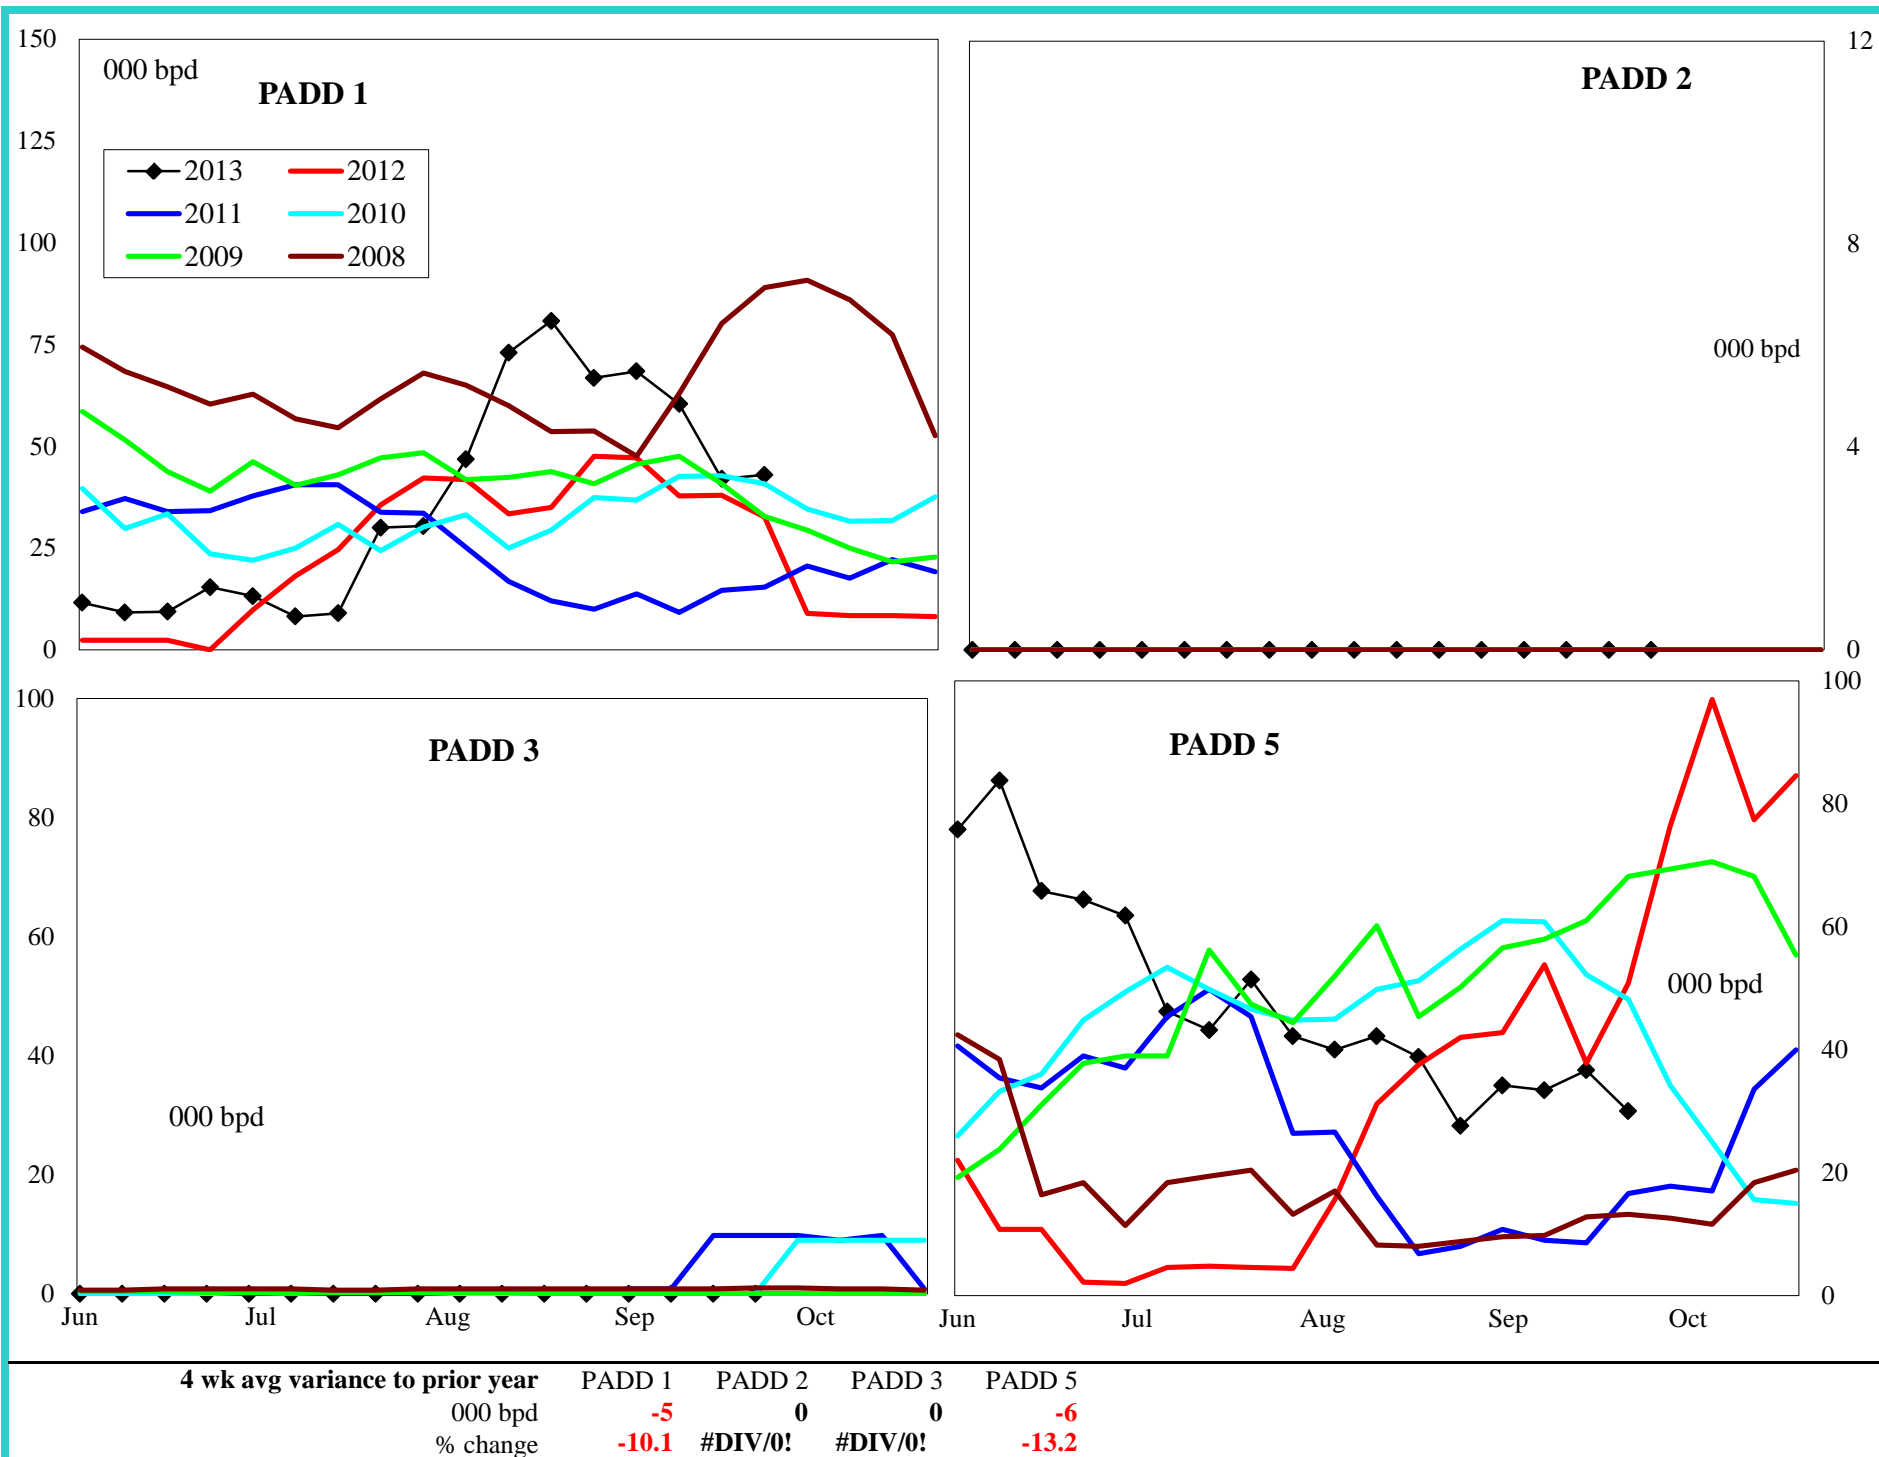 150
125
100
75
50
25
0
000 bpd
PADD 1
2013 2012
2011 2010
2009 2008
PADD 2
000 bpd
12
8
4
0
100
80
60
40
20
0
PADD 3
000 bpd
Jun Jul Aug Sep Oct
PADD 5
000 bpd
100
80
60
40
20
0
Jun Jul Aug Sep Oct
4 wk avg variance to prior year PADD 1 PADD 2 PADD 3 PADD 5
000 bpd -5 0 0 -6
% change -10.1 #DIV/0! #DIV/0! -13.2